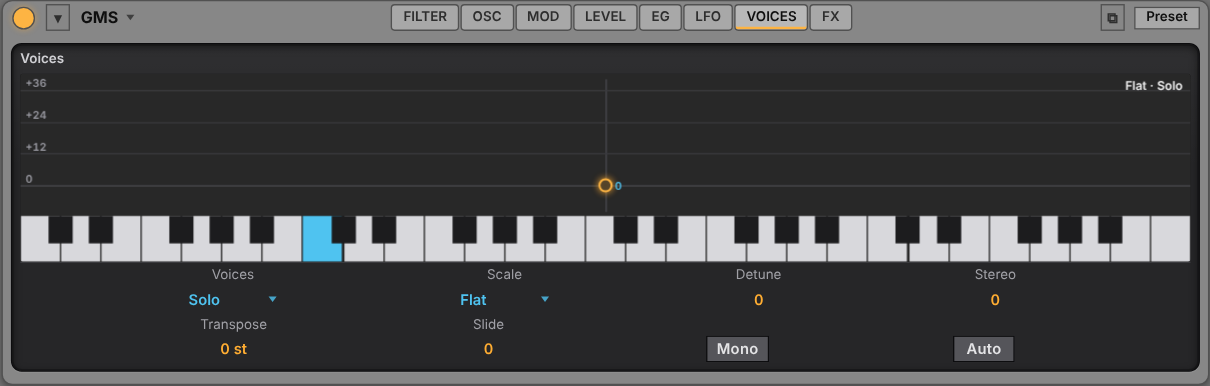 GMS FILTER OSC MOD LEVEL EG LFO VOICES FX Preset
Voices
+36 Flat · Solo
+24
+12
0 0
Voices Scale Detune Stereo
Solo Flat 0 0
Transpose Slide
0 st 0 Mono Auto